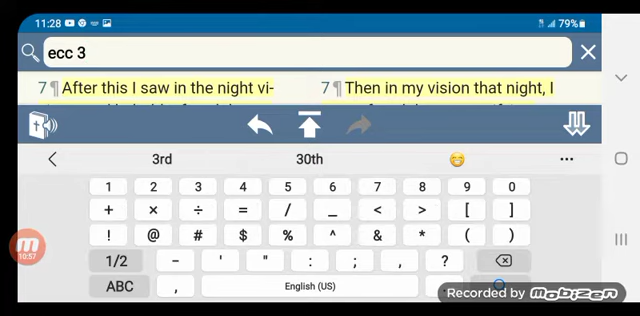 11:28 79%
ecc 3
7 ¶ After this I saw in the night vi- 7 ¶ Then in my vision that night, I
3rd 30th 😁 ...
1 2 3 4 5 6 7 8 9 0
+ × ÷ = / _ < > [ ]
! @ # $ % ^ & * ( )
1/2 - ' " : ; , ?
ABC , English (US)
10:57
Recorded by mobizen